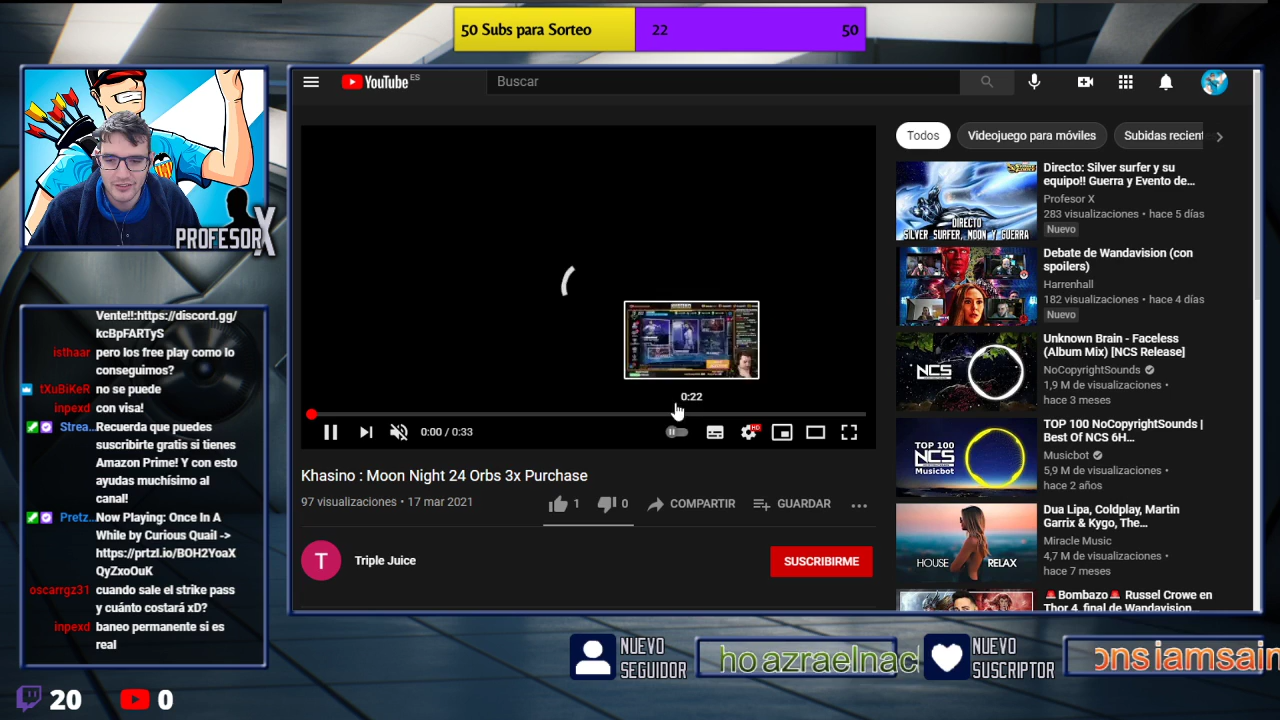 50 Subs para Sorteo
22
50
YouTube ES
Buscar
PROFESOR X
Todos
Videojuego para móviles
Subidas recient
Vente!!:https://discord.gg/
kcBpFARTyS
isthaar pero los free play como lo
conseguimos?
tXuBiKeR no se puede
inpexd con visa!
Strea... Recuerda que puedes
suscribirte gratis si tienes
Amazon Prime! Y con esto
ayudas muchísimo al
canal!
Pretz... Now Playing: Once In A
While by Curious Quail ->
https://prtzl.io/BOH2YoaX
QyZxoOuK
oscarrgz31 cuando sale el strike pass
y cuánto costará xD?
inpexd baneo permanente si es
real
0:22
0:00 / 0:33
HD
Khasino : Moon Night 24 Orbs 3x Purchase
97 visualizaciones • 17 mar 2021
1
0
COMPARTIR
GUARDAR
T
Triple Juice
SUSCRIBIRME
DIRECTO
SILVER SURFER, MOON Y GUERRA
Directo: Silver surfer y su
equipo!! Guerra y Evento de...
Profesor X
283 visualizaciones • hace 5 días
Nuevo
Debate de Wandavision (con
spoilers)
Harrenhall
182 visualizaciones • hace 4 días
Nuevo
NCS
Unknown Brain - Faceless
(Album Mix) [NCS Release]
NoCopyrightSounds
1,9 M de visualizaciones •
hace 3 meses
TOP 100
NCS
Musicbot
TOP 100 NoCopyrightSounds |
Best Of NCS 6H...
Musicbot
5,9 M de visualizaciones •
hace 2 años
HOUSE
RELAX
Dua Lipa, Coldplay, Martin
Garrix & Kygo, The...
Miracle Music
4,7 M de visualizaciones •
hace 7 meses
🚨Bombazo🚨 Russel Crowe en
Thor 4, final de Wandavision
NUEVO
SEGUIDOR
ho azraelnac
NUEVO
SUSCRIPTOR
onsiamsain
20
0